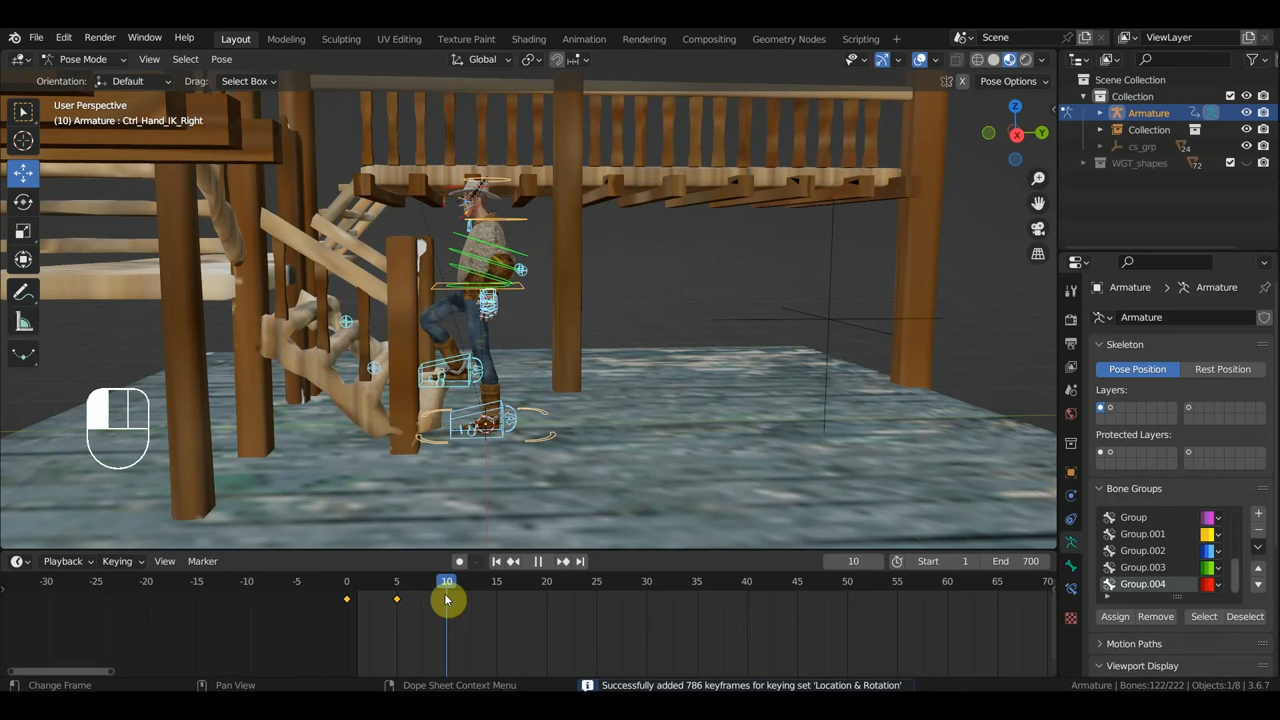 File Edit Render Window Help Layout Modeling Sculpting UV Editing Texture Paint Shading Animation Rendering Compositing Geometry Nodes Scripting + Scene ViewLayer
Pose Mode View Select Pose Global
Orientation: Default Drag: Select Box X Pose Options
User Perspective
(10) Armature : Ctrl_Hand_IK_Right
Z
Y
X
Scene Collection
Collection
Armature
Collection
cs_grp 24
WGT_shapes 72
Armature > Armature
Armature
Skeleton
Pose Position Rest Position
Layers:
Protected Layers:
Bone Groups
Group
Group.001
Group.002
Group.003
Group.004
Assign Remove Select Deselect
Motion Paths
Viewport Display
Playback Keying View Marker 10 Start 1 End 700
-30 -25 -20 -15 -10 -5 0 5 10 15 20 25 30 35 40 45 50 55 60 65 70
Change Frame Pan View Dope Sheet Context Menu Successfully added 786 keyframes for keying set 'Location & Rotation' Armature | Bones:122/222 | Objects:1/8 | 3.6.7